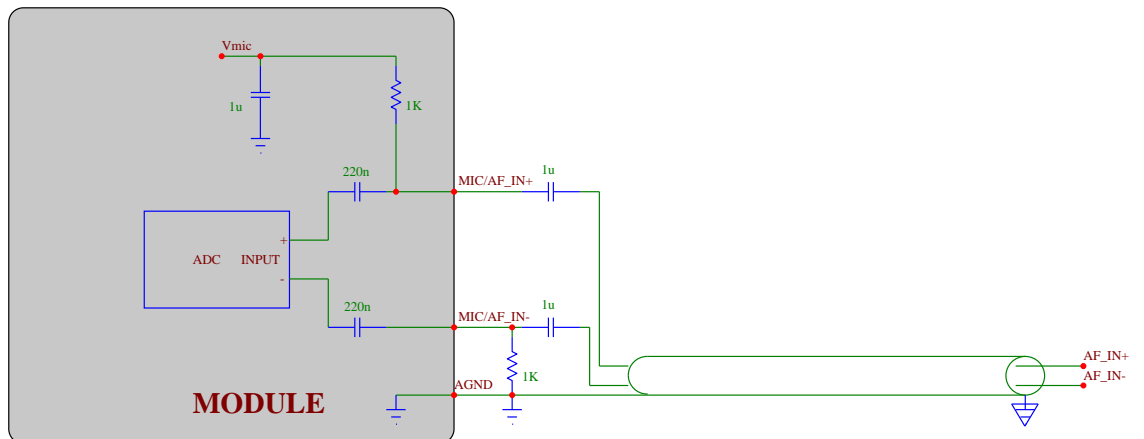 Vmic
1u
1K
220n
MIC/AF_IN+
1u
+
ADC INPUT
-
220n
MIC/AF_IN-
1u
1K
AF_IN+
AF_IN-
AGND
MODULE